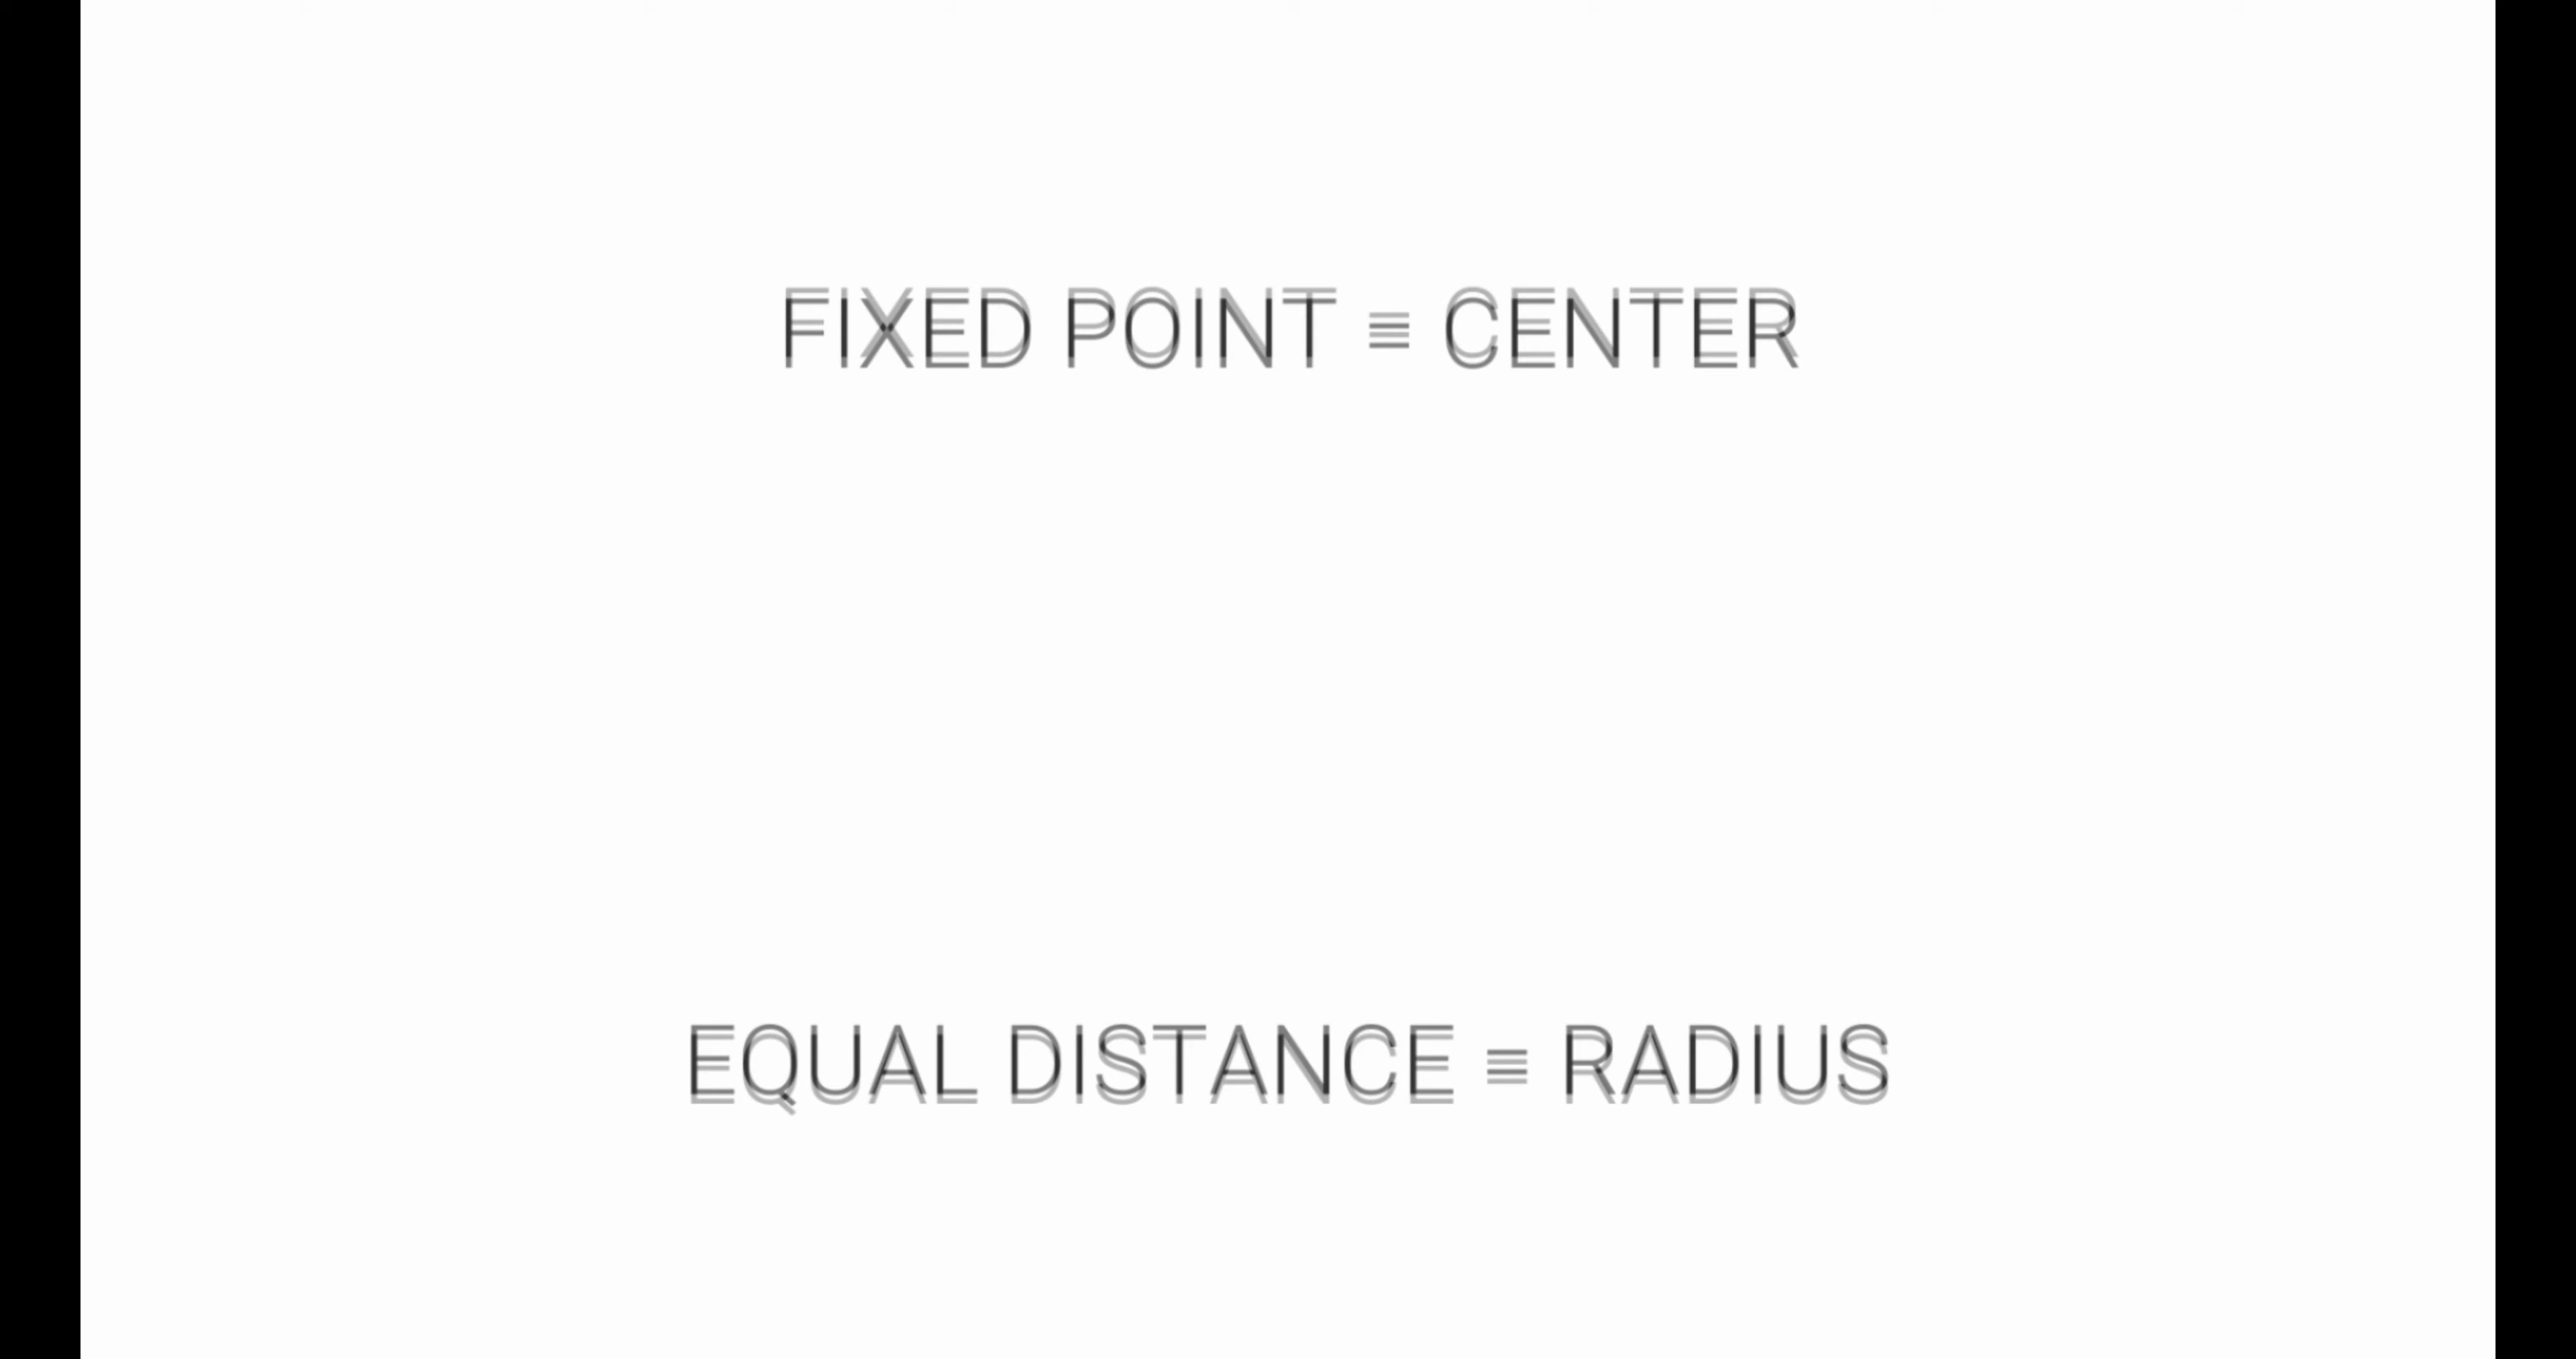 FIXED POINT ≡ CENTER
EQUAL DISTANCE ≡ RADIUS